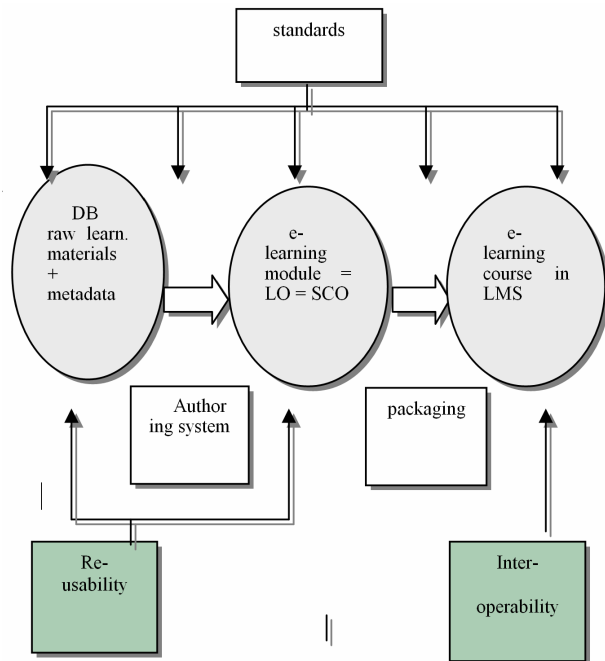 standards
DB
raw learn.
materials
+
metadata
e-
learning
module =
LO = SCO
e-
learning
course in
LMS
Author
ing system
packaging
Re-
usability
Inter-
operability